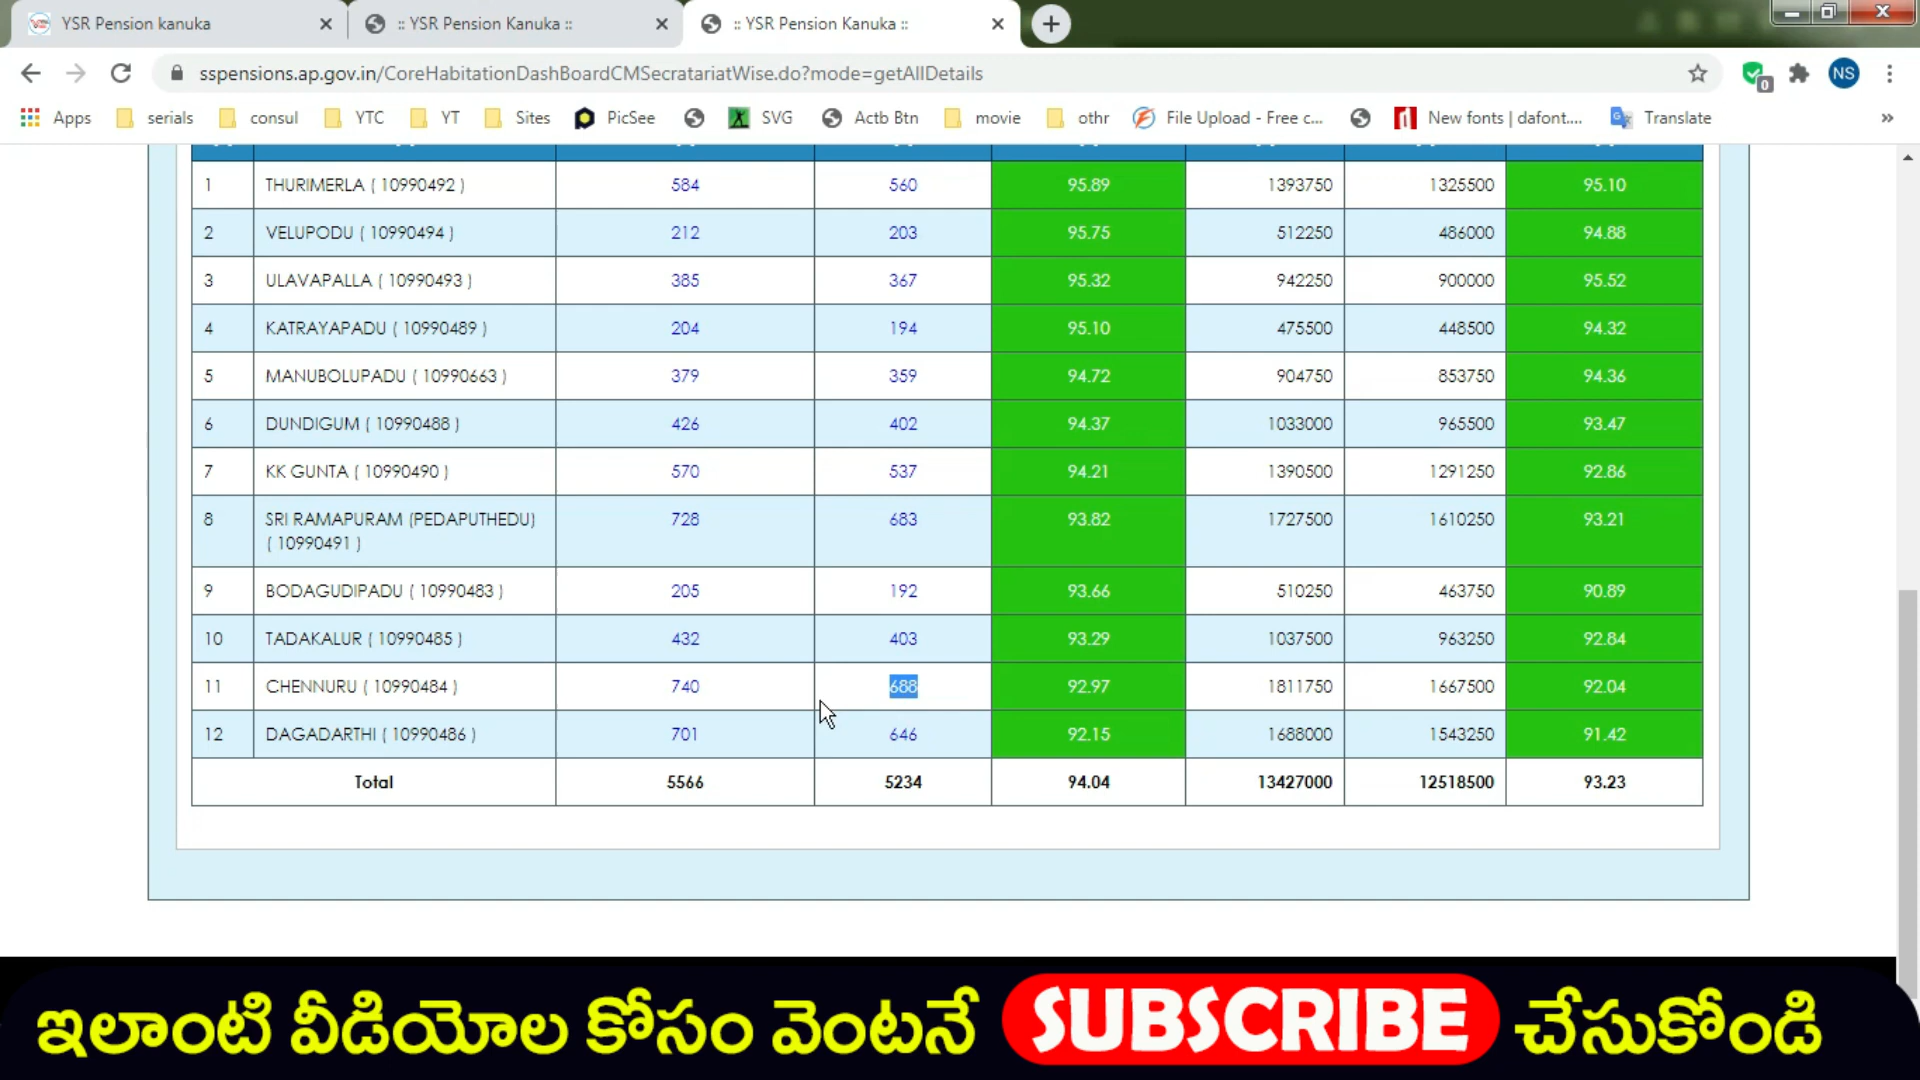 YSR Pension kanuka
:: YSR Pension Kanuka ::
:: YSR Pension Kanuka ::
sspensions.ap.gov.in/CoreHabitationDashBoardCMSecratariatWise.do?mode=getAllDetails
0
NS
Apps serials consul YTC YT Sites PicSee SVG Actb Btn movie othr File Upload - Free c... New fonts | dafont.... Translate »
1 THURIMERLA ( 10990492 ) 584 560 95.89 1393750 1325500 95.10
2 VELUPODU ( 10990494 ) 212 203 95.75 512250 486000 94.88
3 ULAVAPALLA ( 10990493 ) 385 367 95.32 942250 900000 95.52
4 KATRAYAPADU ( 10990489 ) 204 194 95.10 475500 448500 94.32
5 MANUBOLUPADU ( 10990663 ) 379 359 94.72 904750 853750 94.36
6 DUNDIGUM ( 10990488 ) 426 402 94.37 1033000 965500 93.47
7 KK GUNTA ( 10990490 ) 570 537 94.21 1390500 1291250 92.86
8 SRI RAMAPURAM (PEDAPUTHEDU) 728 683 93.82 1727500 1610250 93.21
( 10990491 )
9 BODAGUDIPADU ( 10990483 ) 205 192 93.66 510250 463750 90.89
10 TADAKALUR ( 10990485 ) 432 403 93.29 1037500 963250 92.84
11 CHENNURU ( 10990484 ) 740 688 92.97 1811750 1667500 92.04
12 DAGADARTHI ( 10990486 ) 701 646 92.15 1688000 1543250 91.42
Total 5566 5234 94.04 13427000 12518500 93.23
ఇలాంటి వీడియోల కోసం వెంటనే SUBSCRIBE చేసుకోండి